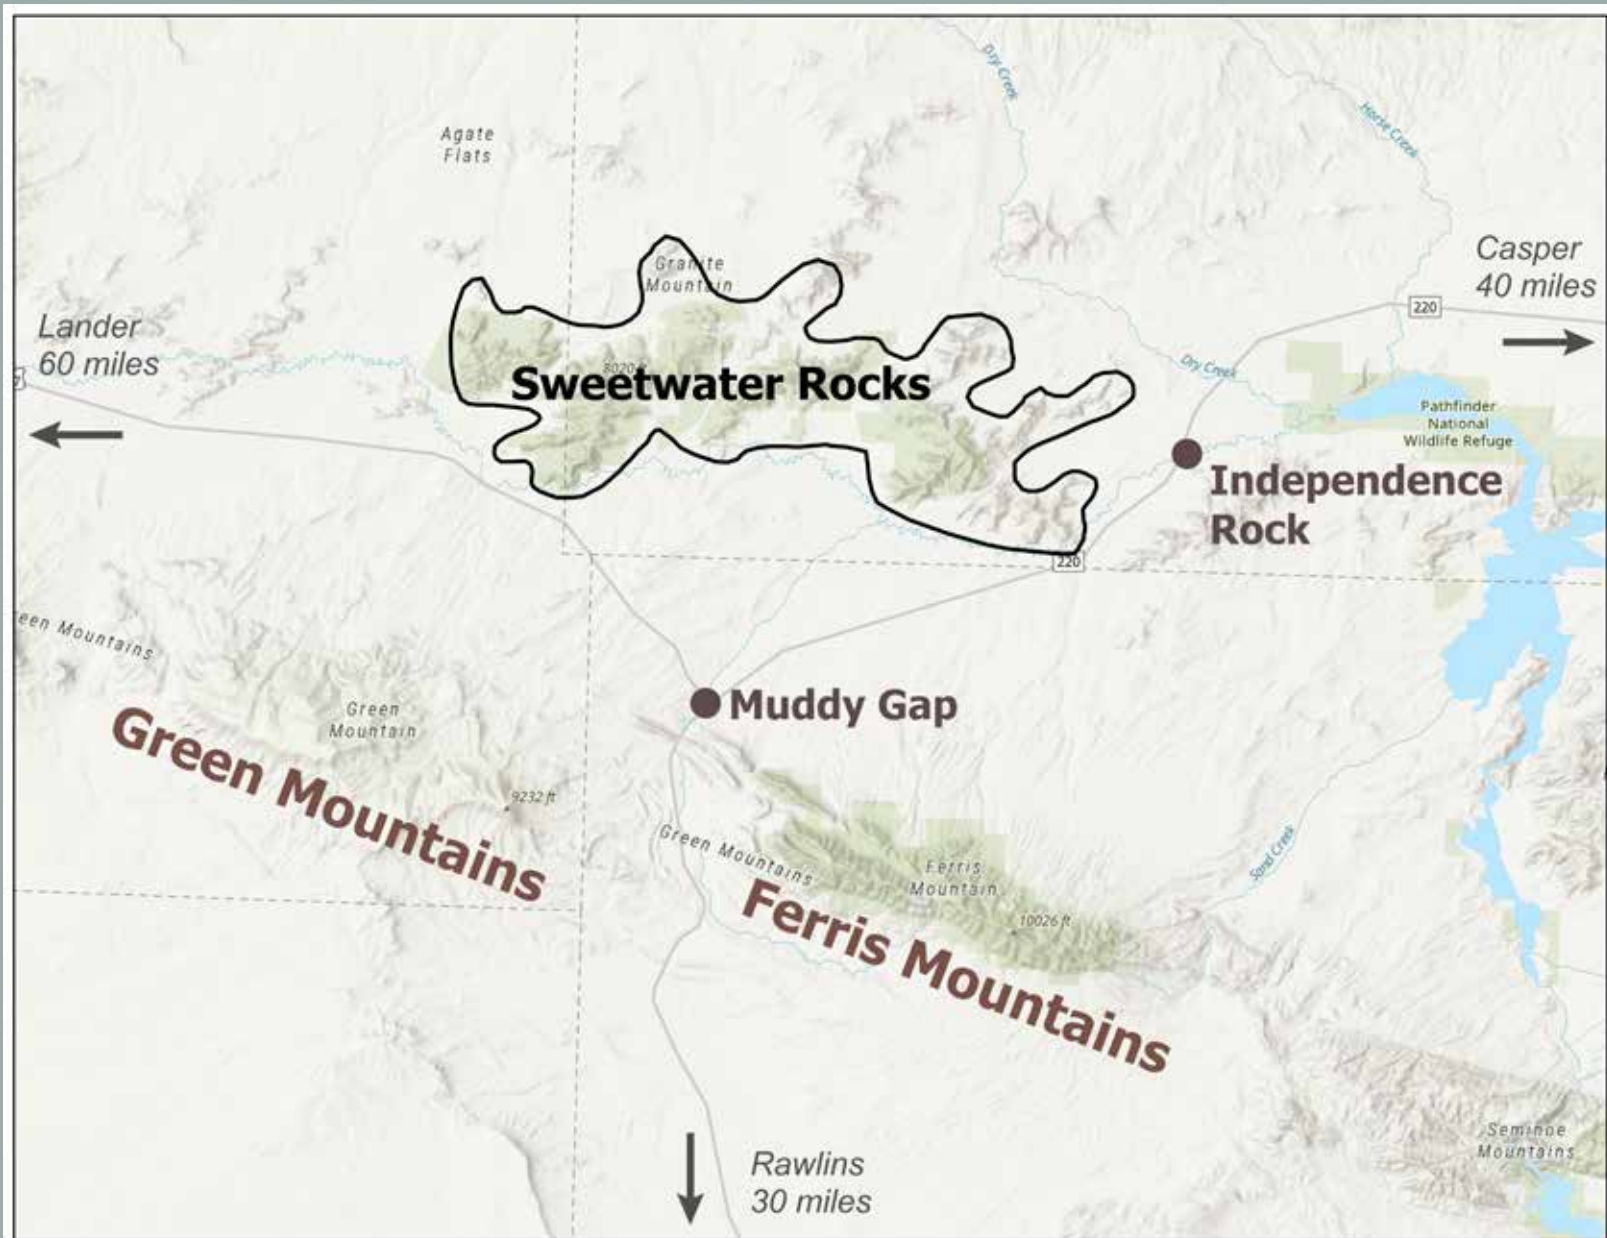 Dry Creek
Horse Creek
Agate
Flats
Casper
40 miles
Granite
Mountain
220
Lander
60 miles
Dry Creek
Sweetwater Rocks
Pathfinder
National
Wildlife Refuge
Independence
Rock
220
een Mountains
Muddy Gap
Green
Mountain
Green Mountains
9232 ft
Green Mountains
Sand Creek
Ferris
Mountain
10026 ft
Ferris Mountains
Seminoe
Mountains
Rawlins
30 miles